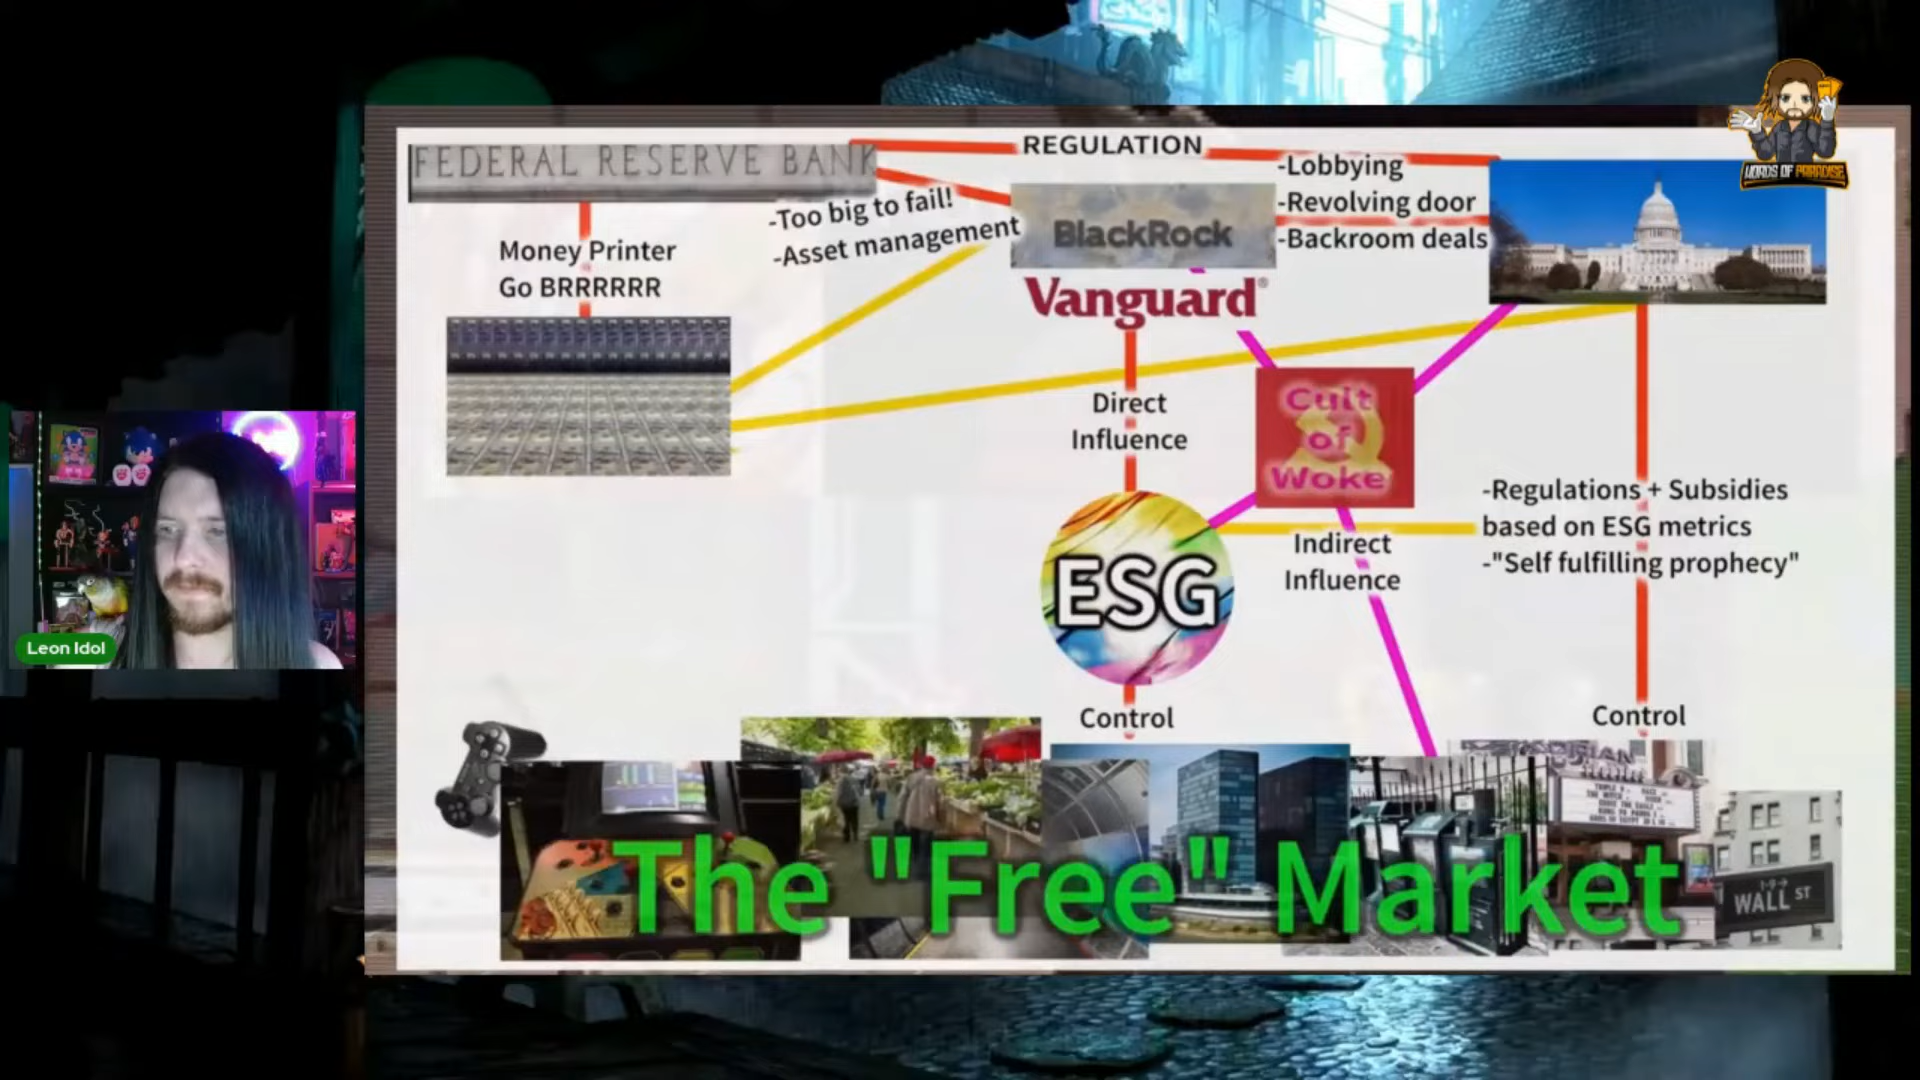 FEDERAL RESERVE BANK
REGULATION
-Lobbying
-Revolving door
-Backroom deals
WORDS OF PARADISE
-Too big to fail!
-Asset management
BlackRock
Vanguard®
Money Printer
Go BRRRRRR
Direct
Influence
Cult
of
Woke
ESG
Indirect
Influence
-Regulations + Subsidies
based on ESG metrics
-"Self fulfilling prophecy"
Leon Idol
Control
Control
The "Free" Market
WALL ST